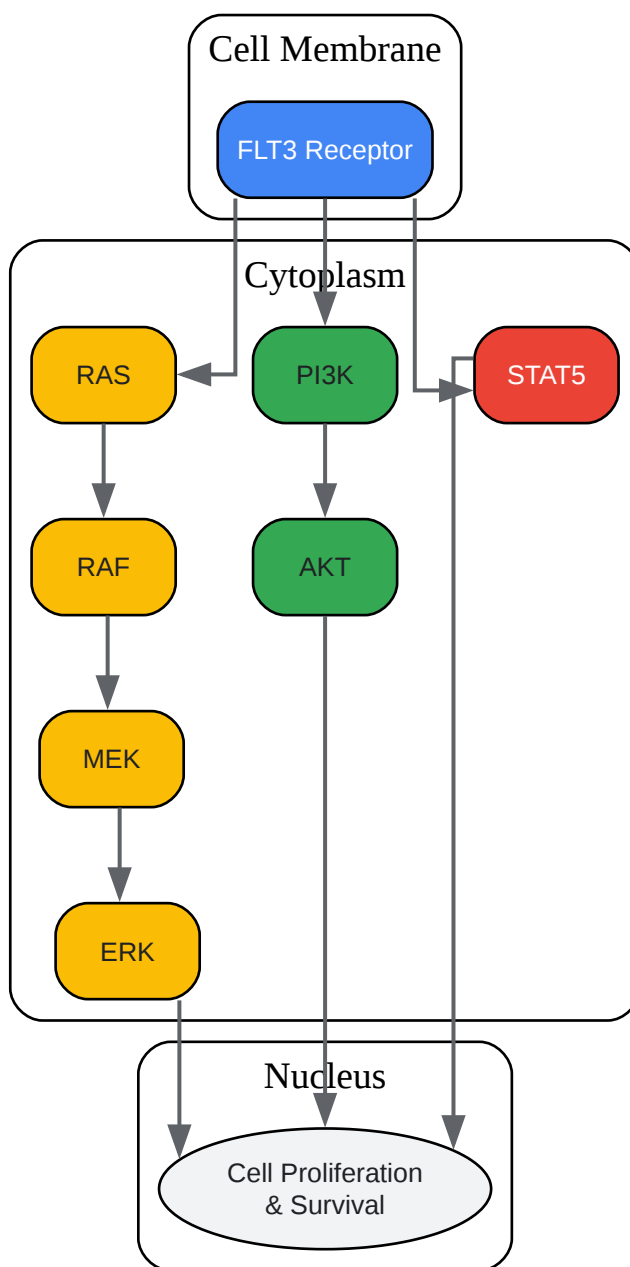 Cell Membrane
FLT3 Receptor
Cytoplasm
RAS
PI3K
STAT5
RAF
AKT
MEK
ERK
Nucleus
Cell Proliferation
& Survival